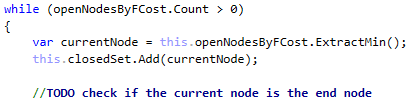 while (openNodesByFCost.Count > 0)
{
    var currentNode = this.openNodesByFCost.ExtractMin();
    this.closedSet.Add(currentNode);
    //TODO check if the current node is the end node